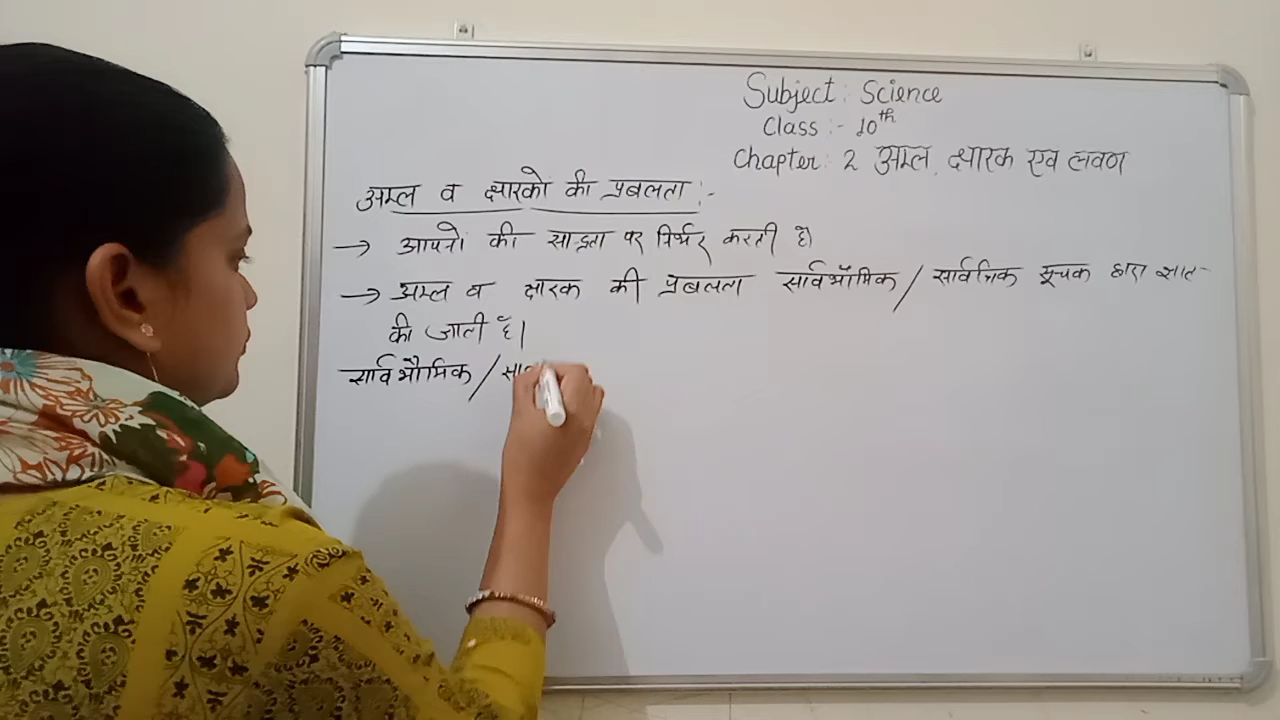 Subject: Science
Class:- 10th
Chapter: 2 अम्ल, क्षारक एव लवण
अम्ल व क्षारको की प्रबलता :-
→ आयनो की सान्द्रता पर निर्भर करती है।
→ अम्ल व क्षारक की प्रबलता सार्वभौमिक / सार्वत्रिक सूचक द्वारा ज्ञात-
की जाती है।
सार्वभौमिक /